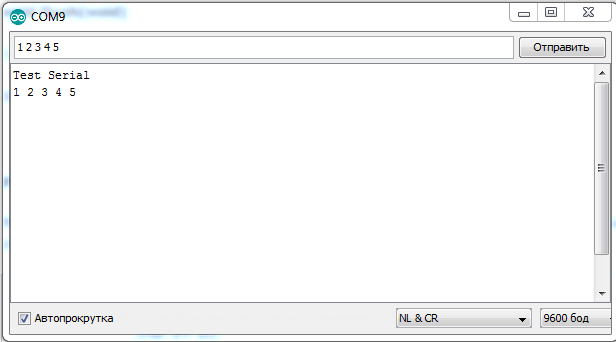 COM9
1 2 3 4 5
Отправить
Test Serial
1 2 3 4 5
Автопрокрутка
NL & CR
9600 бод